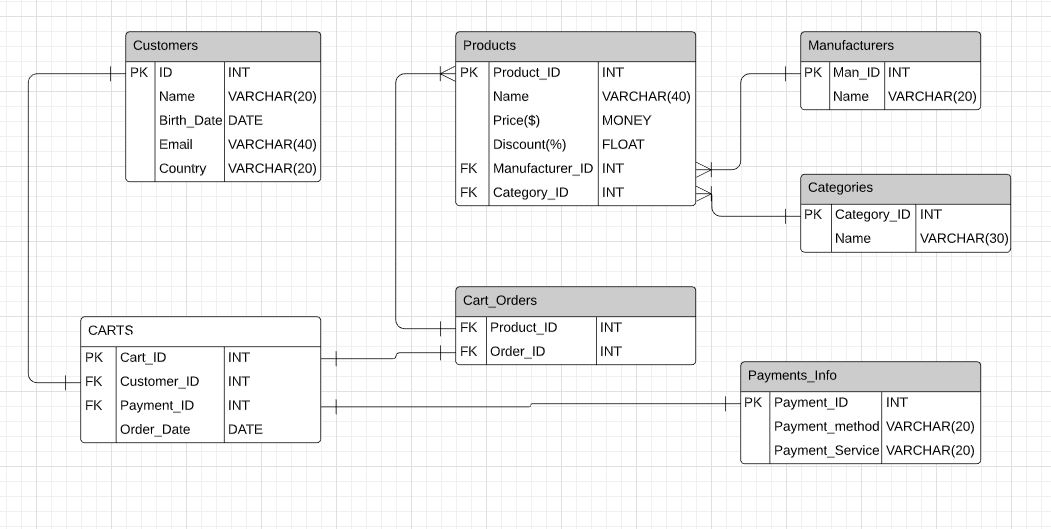 Customers
PK ID INT
Name VARCHAR(20)
Birth_Date DATE
Email VARCHAR(40)
Country VARCHAR(20)
Products
PK Product_ID INT
Name VARCHAR(40)
Price($) MONEY
Discount(%) FLOAT
FK Manufacturer_ID INT
FK Category_ID INT
Manufacturers
PK Man_ID INT
Name VARCHAR(20)
Categories
PK Category_ID INT
Name VARCHAR(30)
Cart_Orders
FK Product_ID INT
FK Order_ID INT
CARTS
PK Cart_ID INT
FK Customer_ID INT
FK Payment_ID INT
Order_Date DATE
Payments_Info
PK Payment_ID INT
Payment_method VARCHAR(20)
Payment_Service VARCHAR(20)